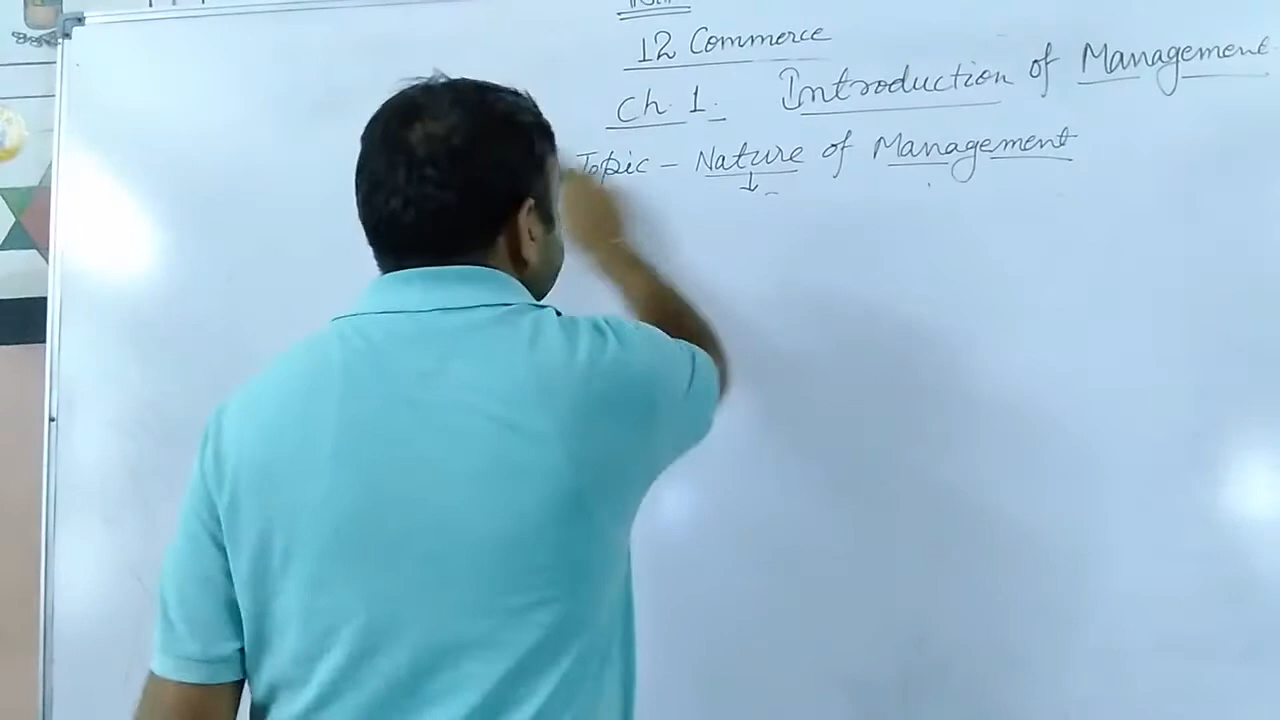 12 Commerce
Ch. 1. Introduction of Management
Topic - Nature of Management